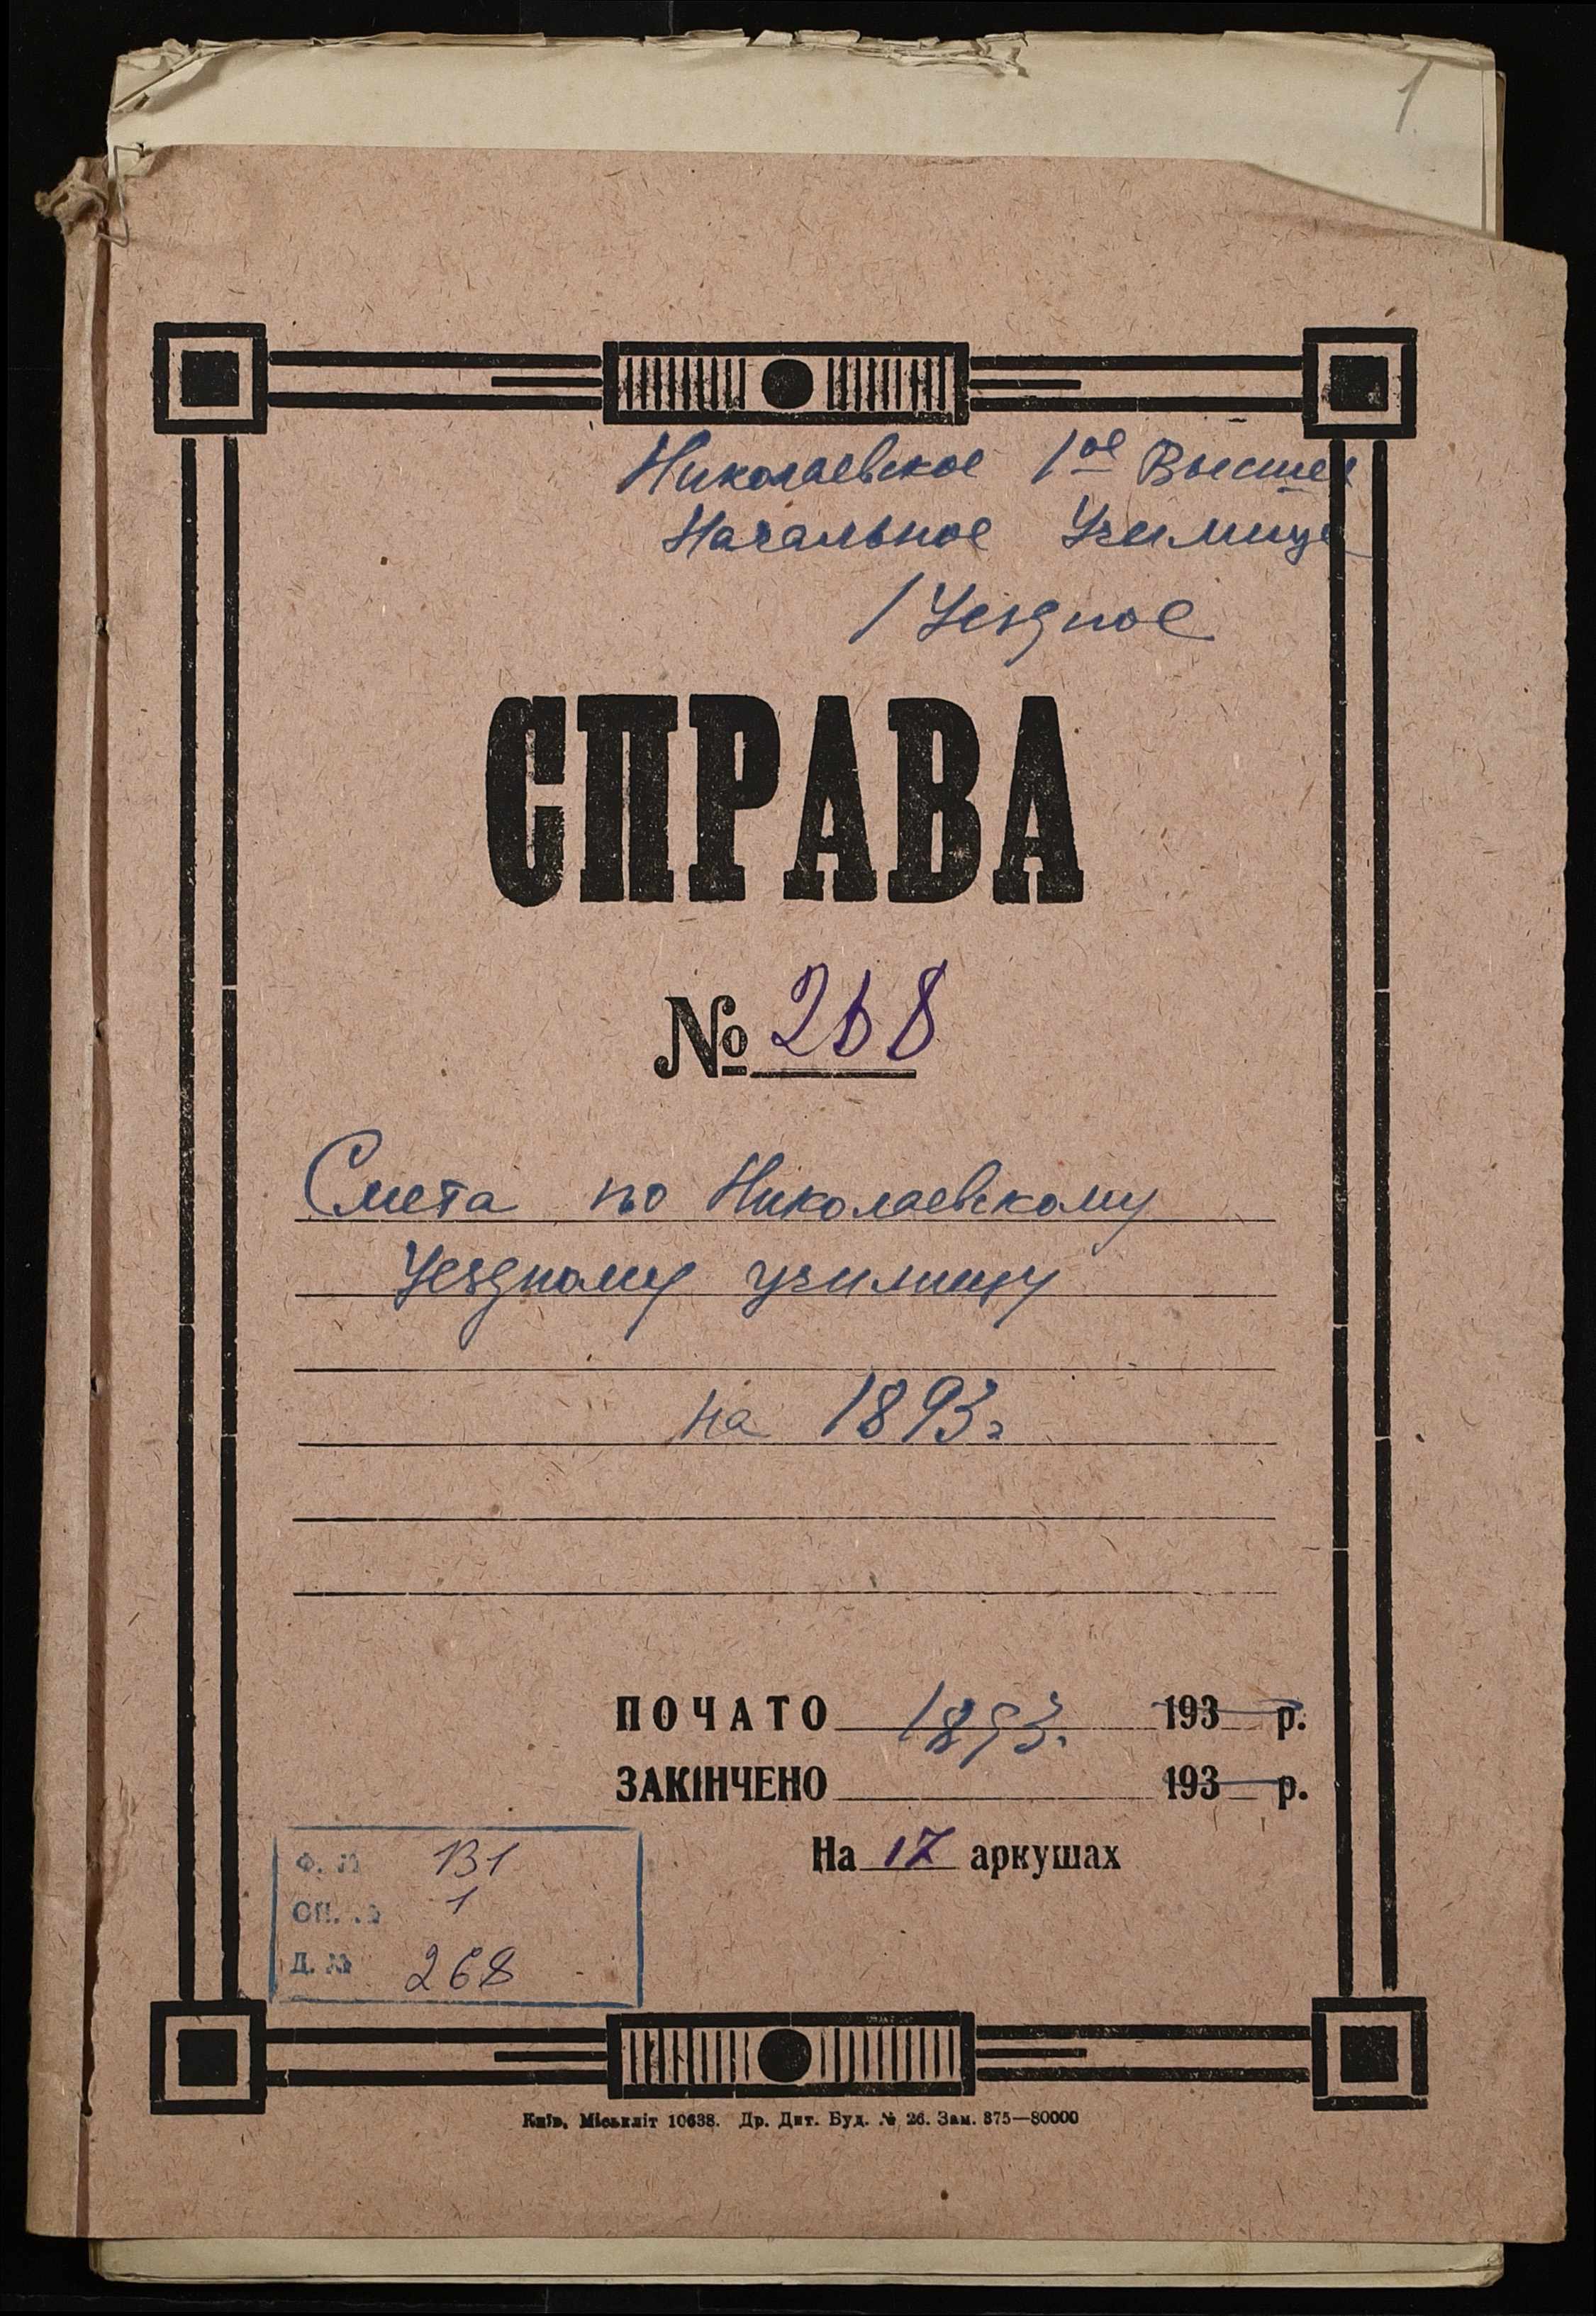 1
Николаевское 1ое Высшее
Начальное Училище
/ Уездное
СПРАВА
№ 268
Смета по Николаевскому
Уездному училищу
на 1893 г
ПОЧАТО 1893. 193 р.
ЗАКІНЧЕНО 193 р.
На 17 аркушах
Ф. № 131
ОП. № 1
Д. № 268
Київ, Міськліт 10638. Др. Дит. Буд. № 26. Зам. 875—80000